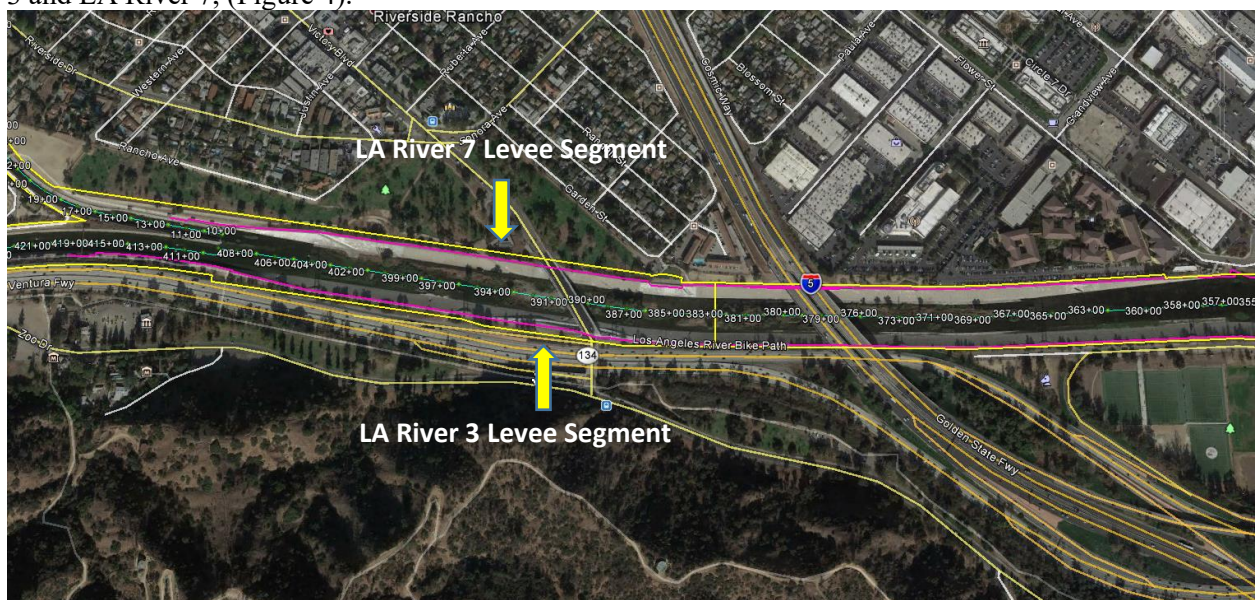 3 and LA River 7, (Figure 4).
Riverside Rancho
Riverside Dr
Western Ave
Justin Ave
Victory Blvd
Ruberta Ave
Sonora Ave
Rancho Ave
Garden St
Cosmic Way
Blossom St
Paula Ave
Flower St
Circle 7 Dr
Grandview Ave
LA River 7 Levee Segment
19+00
17+00
15+00
13+00
11+00
10+00
421+00
419+00
415+00
413+00
411+00
408+00
406+00
404+00
402+00
399+00
397+00
394+00
391+00
390+00
387+00
385+00
383+00
381+00
380+00
379+00
376+00
373+00
371+00
369+00
367+00
365+00
363+00
360+00
358+00
357+00
355
5
Ventura Fwy
Zoo Dr
Los Angeles River Bike Path
134
LA River 3 Levee Segment
Golden State Fwy